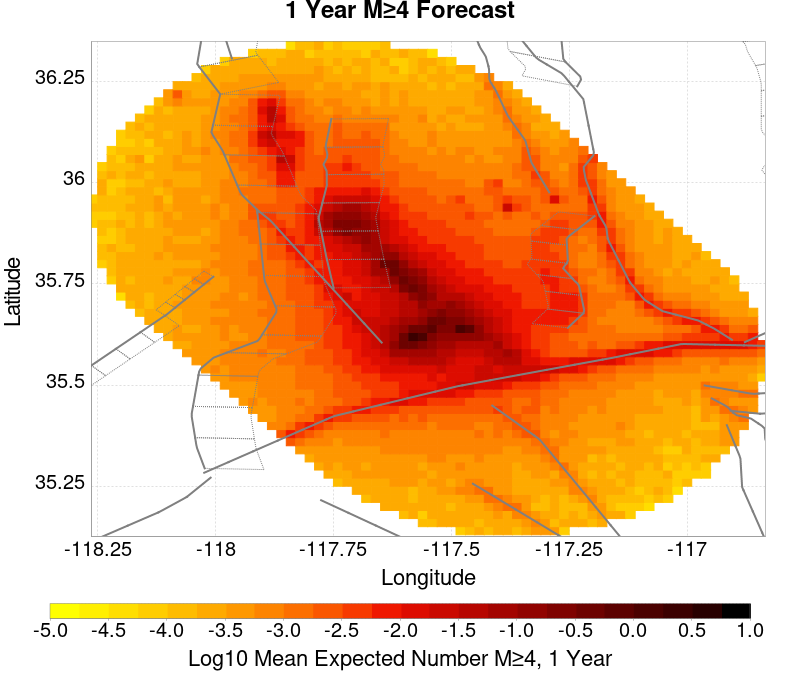 1 Year M≥4 Forecast
36.25
36
35.75
35.5
35.25
Latitude
-118.25 -118 -117.75 -117.5 -117.25 -117
Longitude
-5.0 -4.5 -4.0 -3.5 -3.0 -2.5 -2.0 -1.5 -1.0 -0.5 0.0 0.5 1.0
Log10 Mean Expected Number M≥4, 1 Year